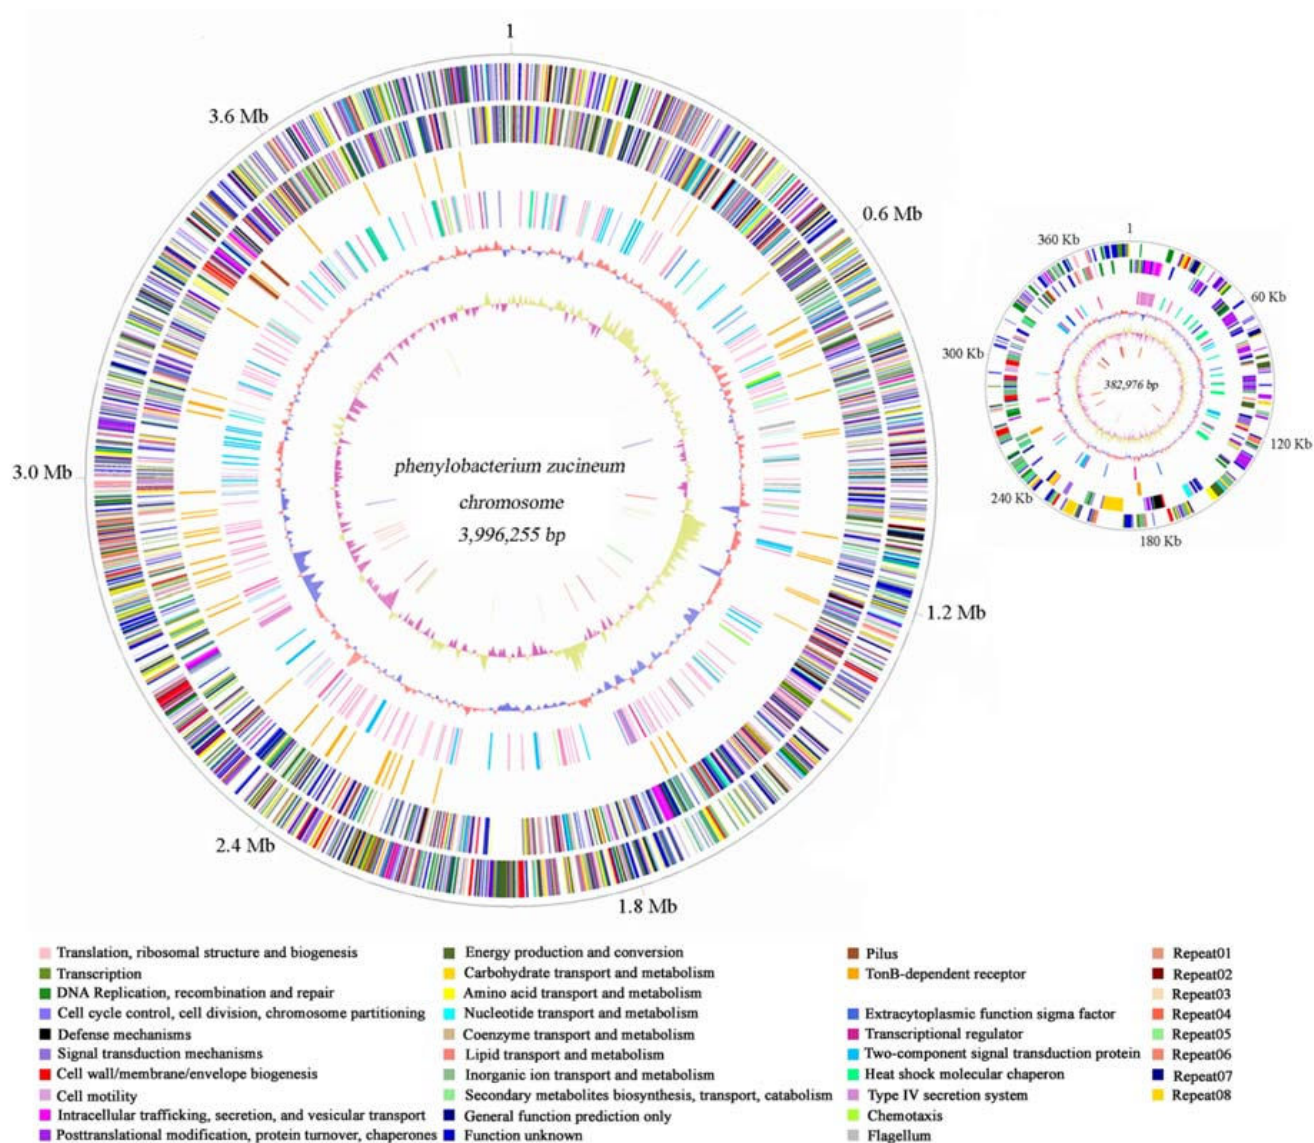 1
3.6 Mb
0.6 Mb
3.0 Mb
phenylobacterium zucineum
chromosome
3,996,255 bp
1.2 Mb
2.4 Mb
1.8 Mb
1
360 Kb
60 Kb
300 Kb
382,976 bp
120 Kb
240 Kb
180 Kb
Translation, ribosomal structure and biogenesis
Transcription
DNA Replication, recombination and repair
Cell cycle control, cell division, chromosome partitioning
Defense mechanisms
Signal transduction mechanisms
Cell wall/membrane/envelope biogenesis
Cell motility
Intracellular trafficking, secretion, and vesicular transport
Posttranslational modification, protein turnover, chaperones
Energy production and conversion
Carbohydrate transport and metabolism
Amino acid transport and metabolism
Nucleotide transport and metabolism
Coenzyme transport and metabolism
Lipid transport and metabolism
Inorganic ion transport and metabolism
Secondary metabolites biosynthesis, transport, catabolism
General function prediction only
Function unknown
Pilus
TonB-dependent receptor
Extracytoplasmic function sigma factor
Transcriptional regulator
Two-component signal transduction protein
Heat shock molecular chaperon
Type IV secretion system
Chemotaxis
Flagellum
Repeat01
Repeat02
Repeat03
Repeat04
Repeat05
Repeat06
Repeat07
Repeat08